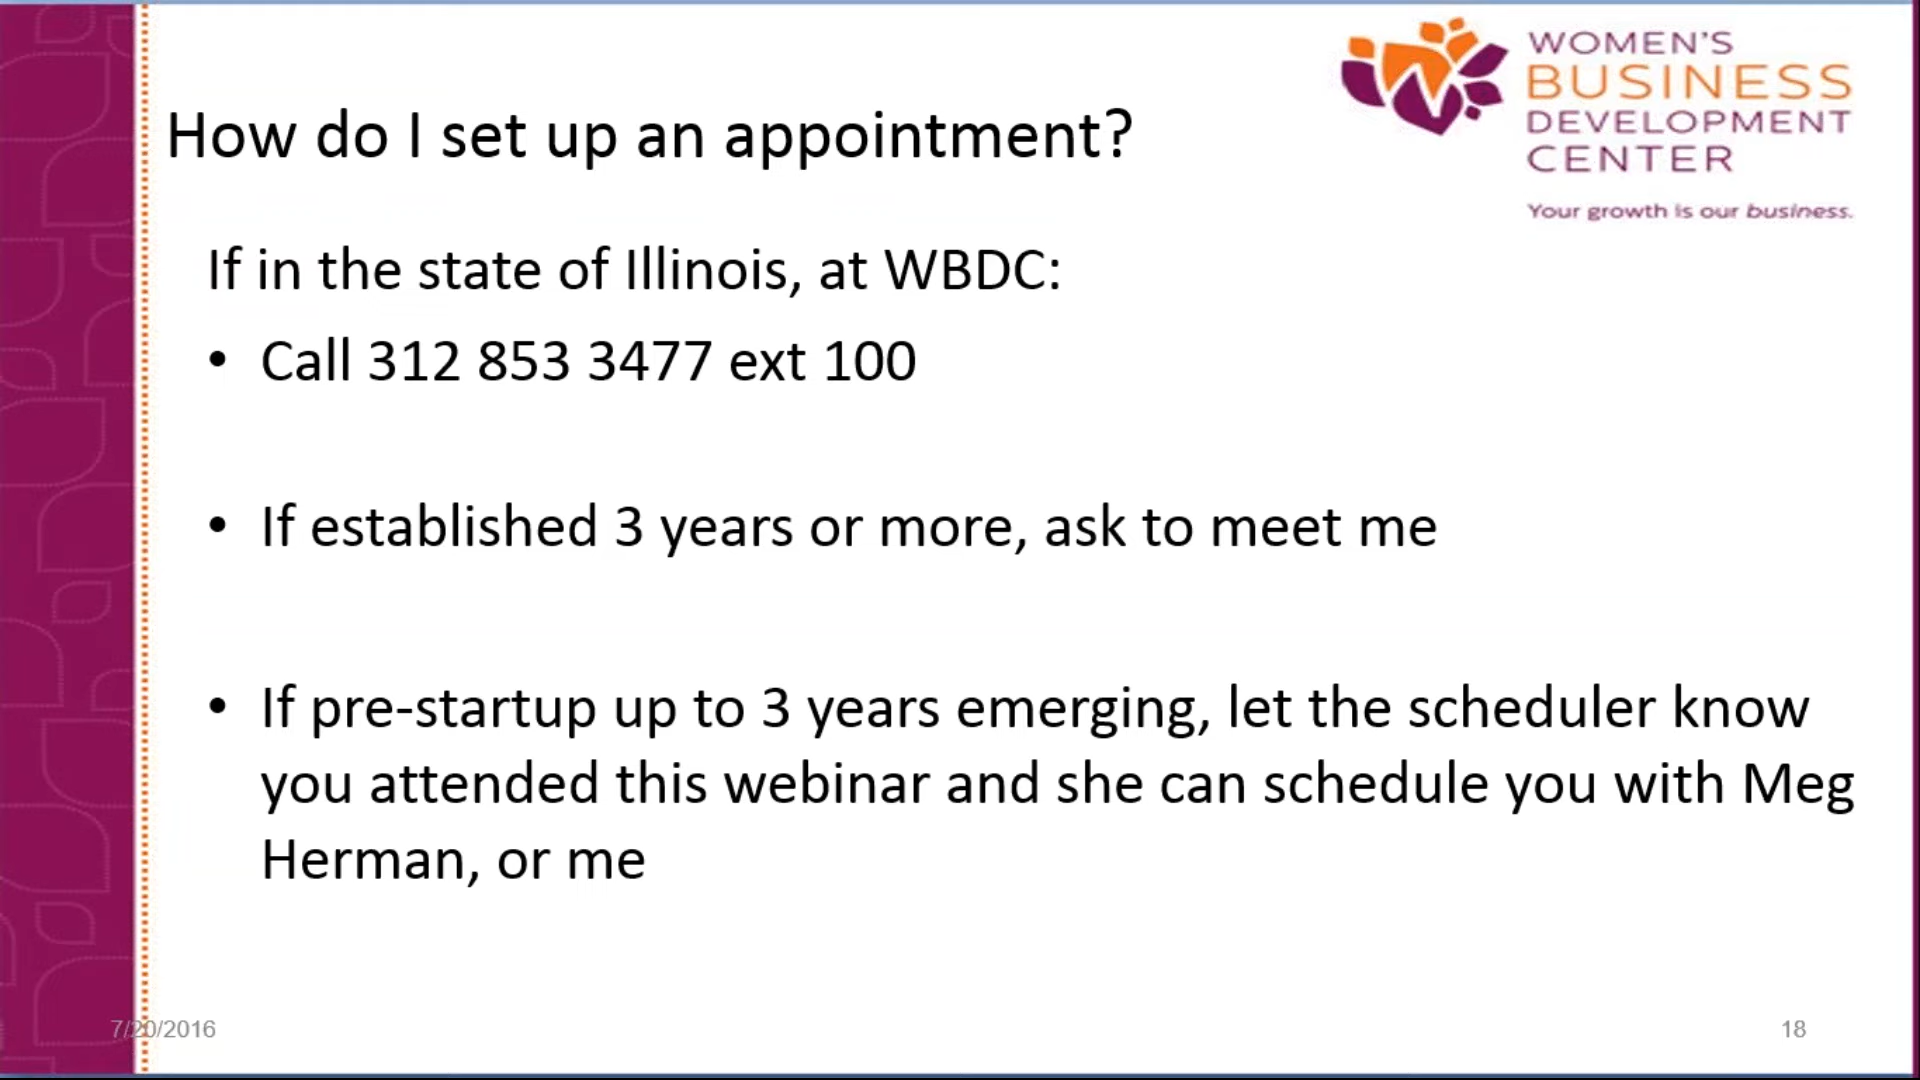 WOMEN'S
BUSINESS
DEVELOPMENT
CENTER
Your growth is our business.
How do I set up an appointment?
If in the state of Illinois, at WBDC:
• Call 312 853 3477 ext 100
• If established 3 years or more, ask to meet me
• If pre-startup up to 3 years emerging, let the scheduler know
you attended this webinar and she can schedule you with Meg
Herman, or me
7/20/2016
18